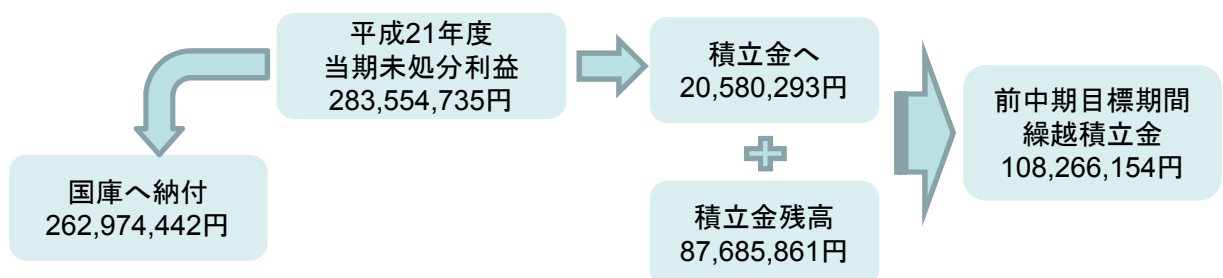 平成21年度
当期未処分利益
283,554,735円
国庫へ納付
262,974,442円
積立金へ
20,580,293円
積立金残高
87,685,861円
前中期目標期間
繰越積立金
108,266,154円